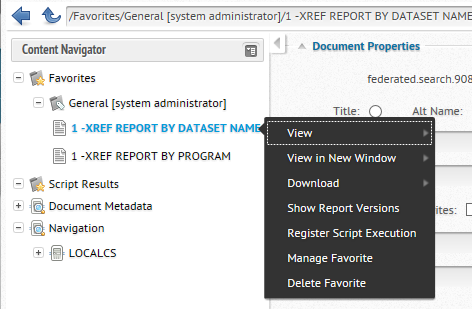 /Favorites/General [system administrator]/1 -XREF REPORT BY DATASET NAME
Content Navigator
Document Properties
Favorites
federated.search.908
General [system administrator]
Title:
Alt Name:
1 -XREF REPORT BY DATASET NAME
View
1 -XREF REPORT BY PROGRAM
View in New Window
Script Results
Download
Document Metadata
Show Report Versions
rites:
Navigation
Register Script Execution
LOCALCS
Manage Favorite
Delete Favorite